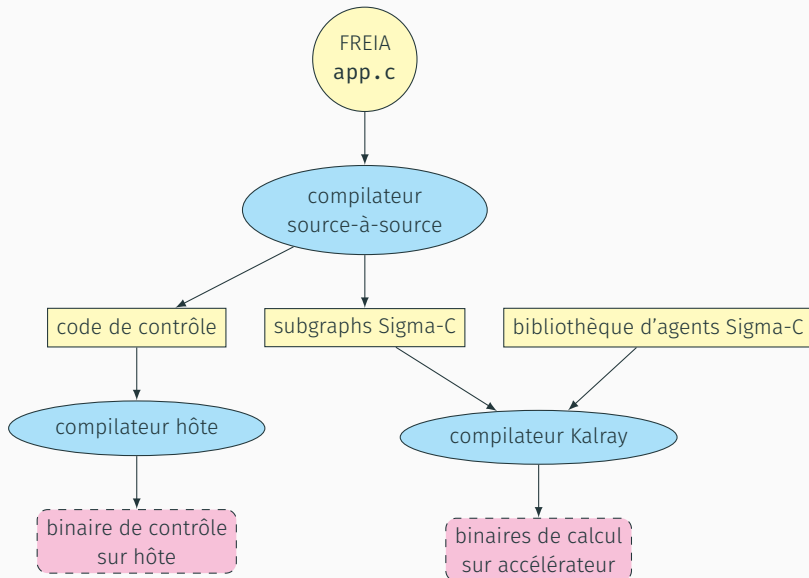 FREIA
app.c
compilateur
source-à-source
code de contrôle
subgraphs Sigma-C
bibliothèque d'agents Sigma-C
compilateur hôte
compilateur Kalray
binaire de contrôle
sur hôte
binaires de calcul
sur accélérateur